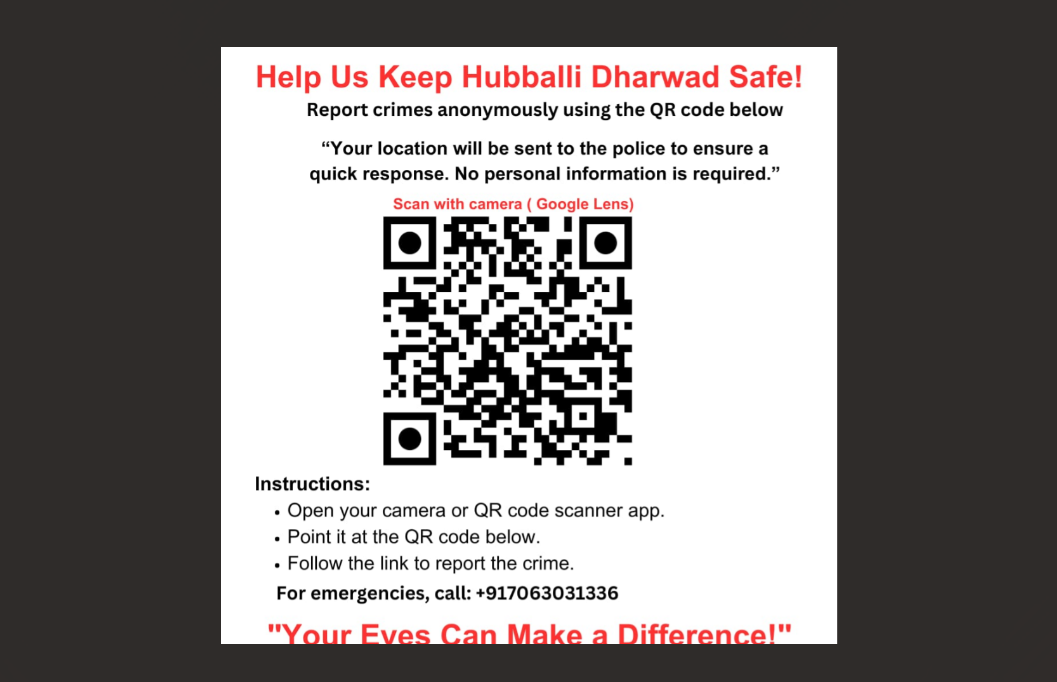 Help Us Keep Hubballi Dharwad Safe!
Report crimes anonymously using the QR code below
“Your location will be sent to the police to ensure a
quick response. No personal information is required.”
Scan with camera ( Google Lens)
Instructions:
• Open your camera or QR code scanner app.
• Point it at the QR code below.
• Follow the link to report the crime.
For emergencies, call: +917063031336
"Your Eyes Can Make a Difference!"